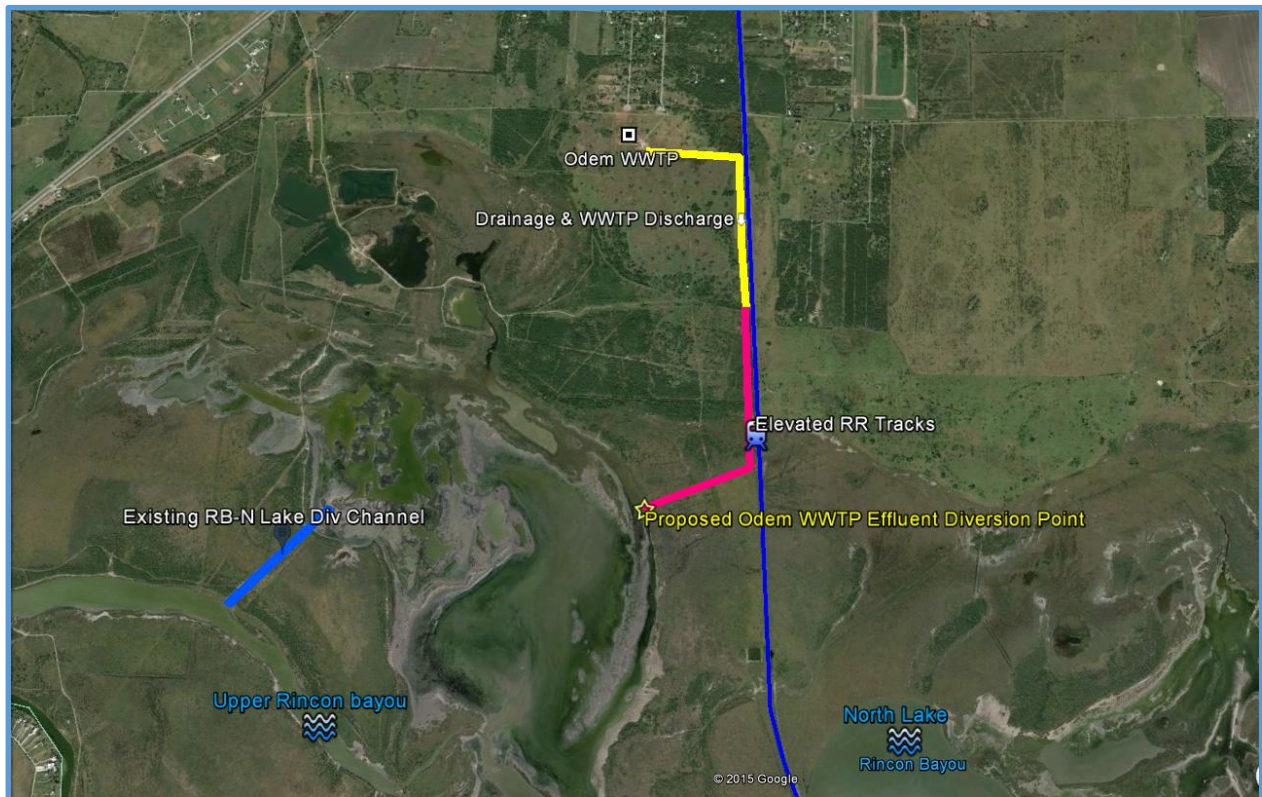 Odem WWTP
Drainage & WWTP Discharge
Elevated RR Tracks
Existing RB-N Lake Div Channel
Proposed Odem WWTP Effluent Diversion Point
Upper Rincon bayou
North Lake
Rincon Bayou
© 2015 Google